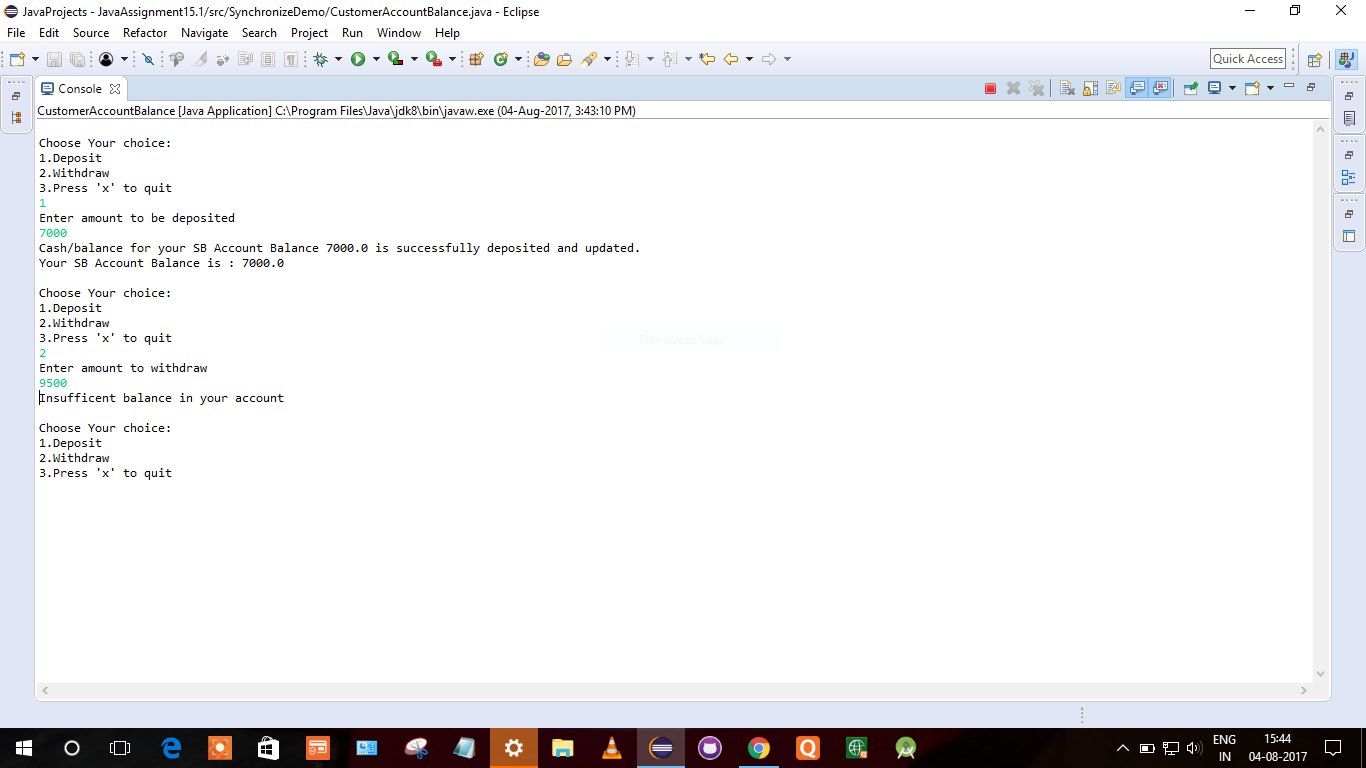 JavaProjects - JavaAssignment15.1/src/SynchronizeDemo/CustomerAccountBalance.java - Eclipse
File Edit Source Refactor Navigate Search Project Run Window Help
Quick Access
Console
CustomerAccountBalance [Java Application] C:\Program Files\Java\jdk8\bin\javaw.exe (04-Aug-2017, 3:43:10 PM)
Choose Your choice:
1.Deposit
2.Withdraw
3.Press 'x' to quit
1
Enter amount to be deposited
7000
Cash/balance for your SB Account Balance 7000.0 is successfully deposited and updated.
Your SB Account Balance is : 7000.0
Choose Your choice:
1.Deposit
2.Withdraw
3.Press 'x' to quit
2
Enter amount to withdraw
9500
Insufficent balance in your account
Choose Your choice:
1.Deposit
2.Withdraw
3.Press 'x' to quit
ENG
IN
15:44
04-08-2017